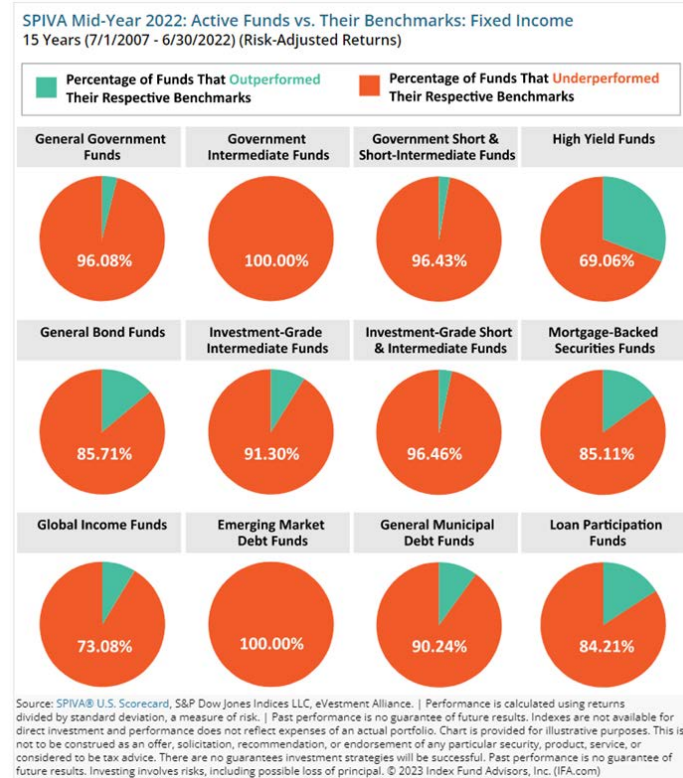 SPIVA Mid-Year 2022: Active Funds vs. Their Benchmarks: Fixed Income
15 Years (7/1/2007 - 6/30/2022) (Risk-Adjusted Returns)
Percentage of Funds That Outperformed
Their Respective Benchmarks
Percentage of Funds That Underperformed
Their Respective Benchmarks
General Government
Funds
Government
Intermediate Funds
Government Short &
Short-Intermediate Funds
High Yield Funds
96.08%
100.00%
96.43%
69.06%
General Bond Funds
Investment-Grade
Intermediate Funds
Investment-Grade Short
& Intermediate Funds
Mortgage-Backed
Securities Funds
85.71%
91.30%
96.46%
85.11%
Global Income Funds
Emerging Market
Debt Funds
General Municipal
Debt Funds
Loan Participation
Funds
73.08%
100.00%
90.24%
84.21%
Source: SPIVA® U.S. Scorecard, S&P Dow Jones Indices LLC, eVestment Alliance. | Performance is calculated using returns
divided by standard deviation, a measure of risk. | Past performance is no guarantee of future results. Indexes are not available for
direct investment and performance does not reflect expenses of an actual portfolio. Chart is provided for illustrative purposes. This is
not to be construed as an offer, solicitation, recommendation, or endorsement of any particular security, product, service, or
considered to be tax advice. There are no guarantees investment strategies will be successful. Past performance is no guarantee of
future results. Investing involves risks, including possible loss of principal. © 2023 Index Fund Advisors, Inc. (IFA.com)